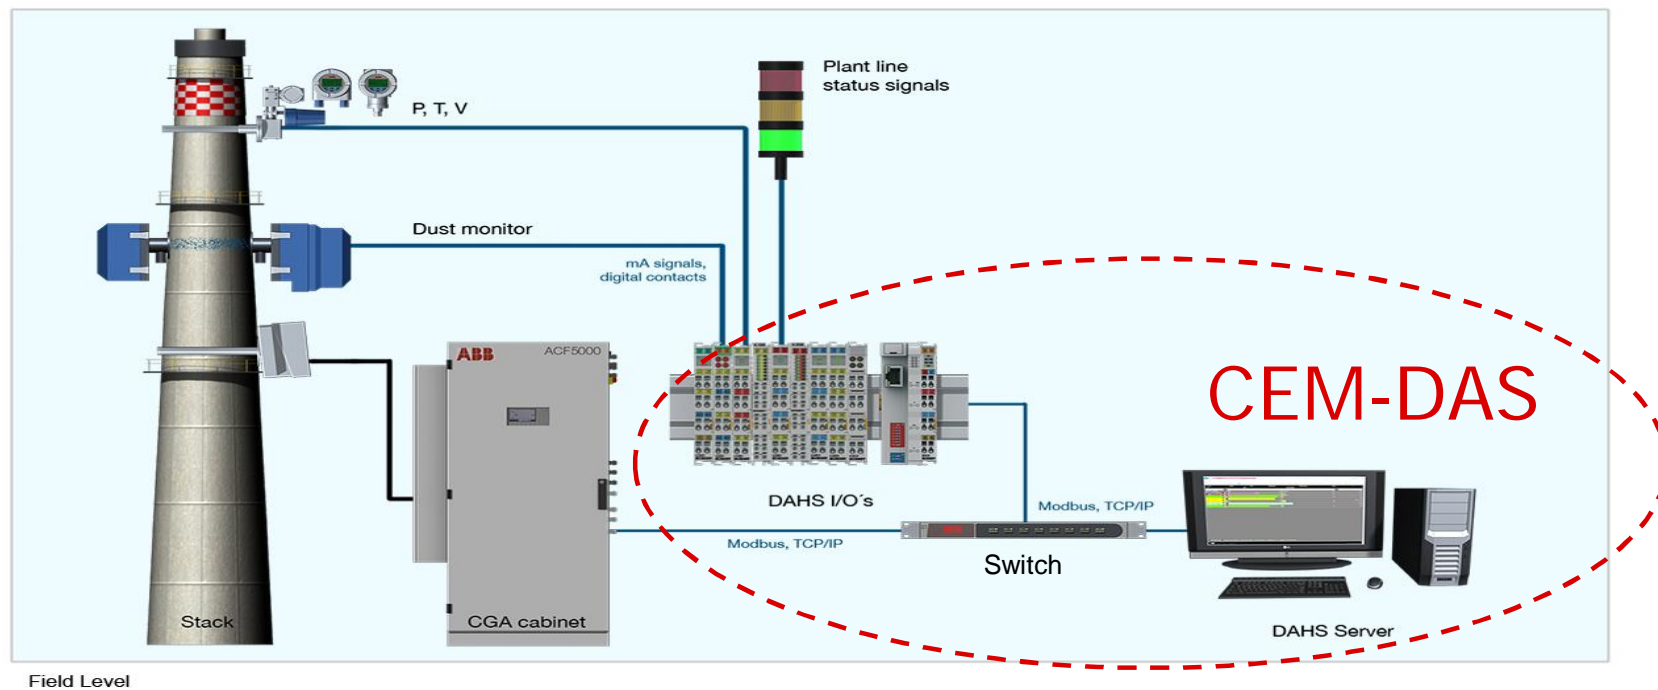 Plant line
status signals
P, T, V
Dust monitor
mA signals,
digital contacts
ABB
ACF5000
CEM-DAS
DAHS I/O´s
Modbus, TCP/IP
Modbus, TCP/IP
Switch
Stack
CGA cabinet
DAHS Server
Field Level